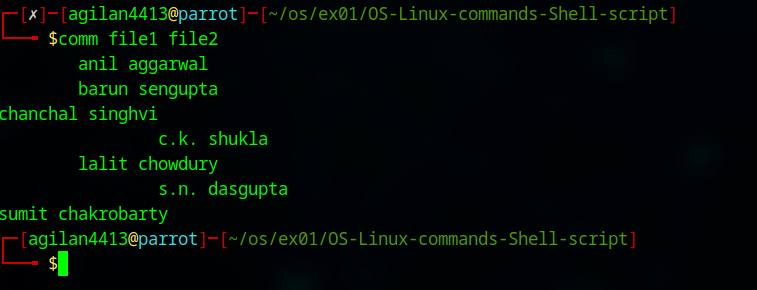 ┌─[✗]─[agilan4413@parrot]─[~/os/ex01/OS-Linux-commands-Shell-script]
└──╼ $comm file1 file2
        anil aggarwal
        barun sengupta
chanchal singhvi
                c.k. shukla
        lalit chowdury
                s.n. dasgupta
sumit chakrobarty
┌─[agilan4413@parrot]─[~/os/ex01/OS-Linux-commands-Shell-script]
└──╼ $